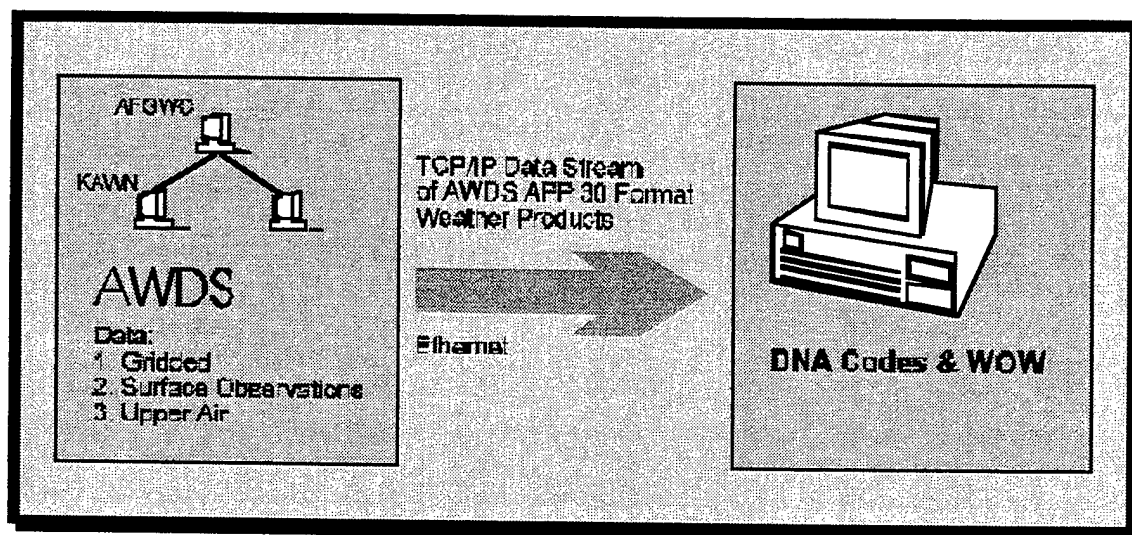 AFGWC
KAWN
AWDS
Data:
1. Gridded
2. Surface Observations
3. Upper Air
TCP/IP Data Stream
of AWDS APP 30 Format
Weather Products
Ethernet
DNA Codes & WOW